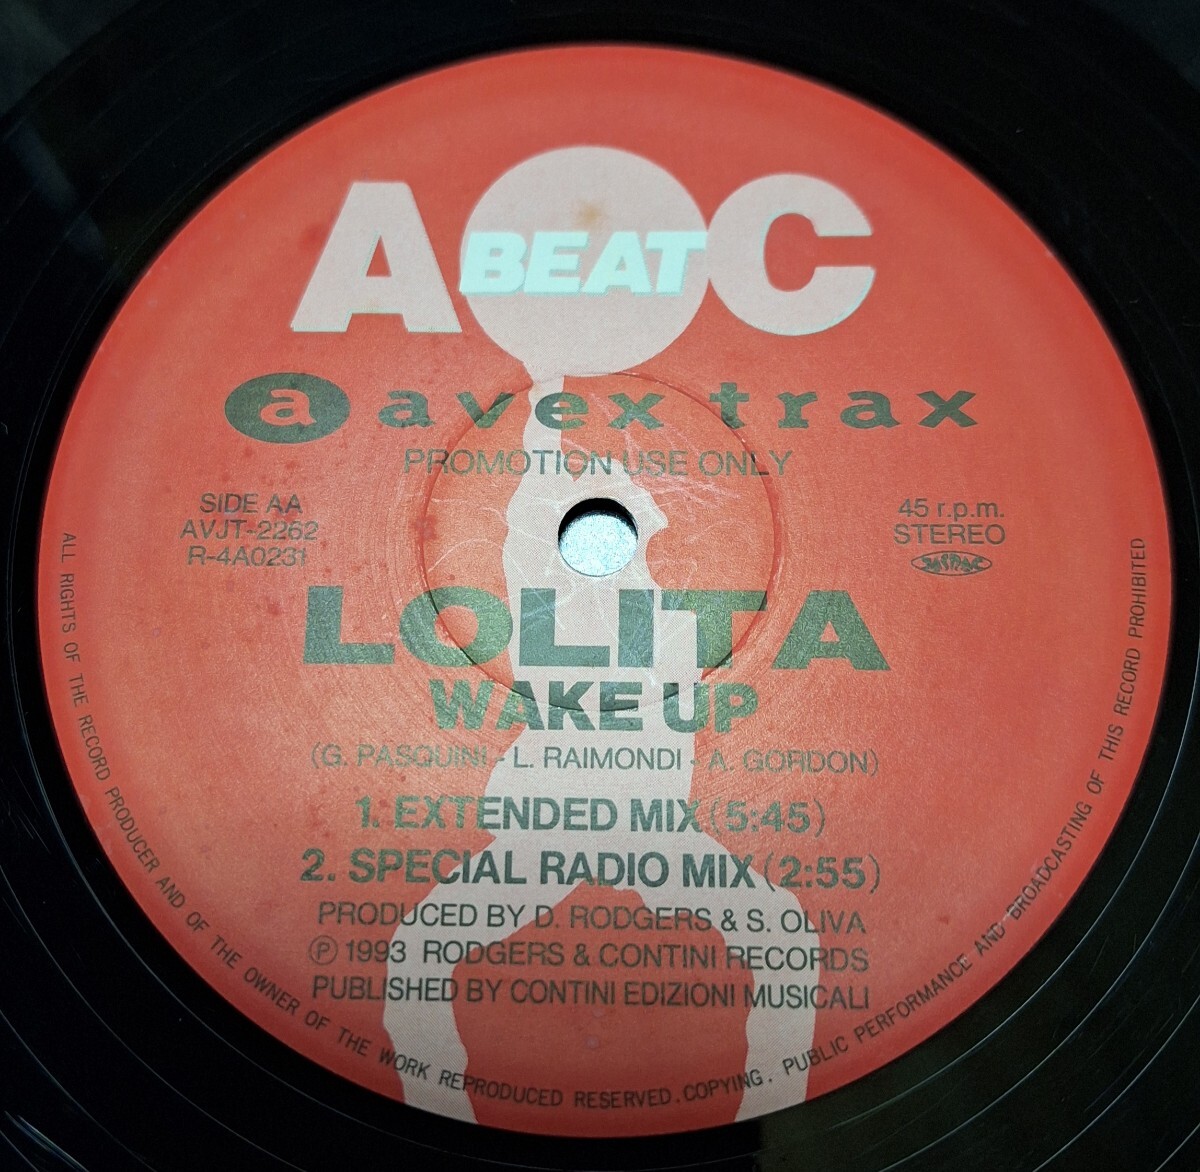 A BEAT C
a avex trax
PROMOTION USE ONLY
SIDE AA
AVJT-2262
R-4A0231
45 r.p.m.
STEREO
JASRAC
LOLITA
WAKE UP
(G. PASQUINI - L. RAIMONDI - A. GORDON)
1. EXTENDED MIX (5:45)
2. SPECIAL RADIO MIX (2:55)
PRODUCED BY D. RODGERS & S. OLIVA
Ⓟ 1993 RODGERS & CONTINI RECORDS
PUBLISHED BY CONTINI EDIZIONI MUSICALI
ALL RIGHTS OF THE RECORD PRODUCER AND OF THE OWNER OF THE WORK REPRODUCED RESERVED. COPYING. PUBLIC PERFORMANCE AND BROADCASTING OF THIS RECORD PROHIBITED